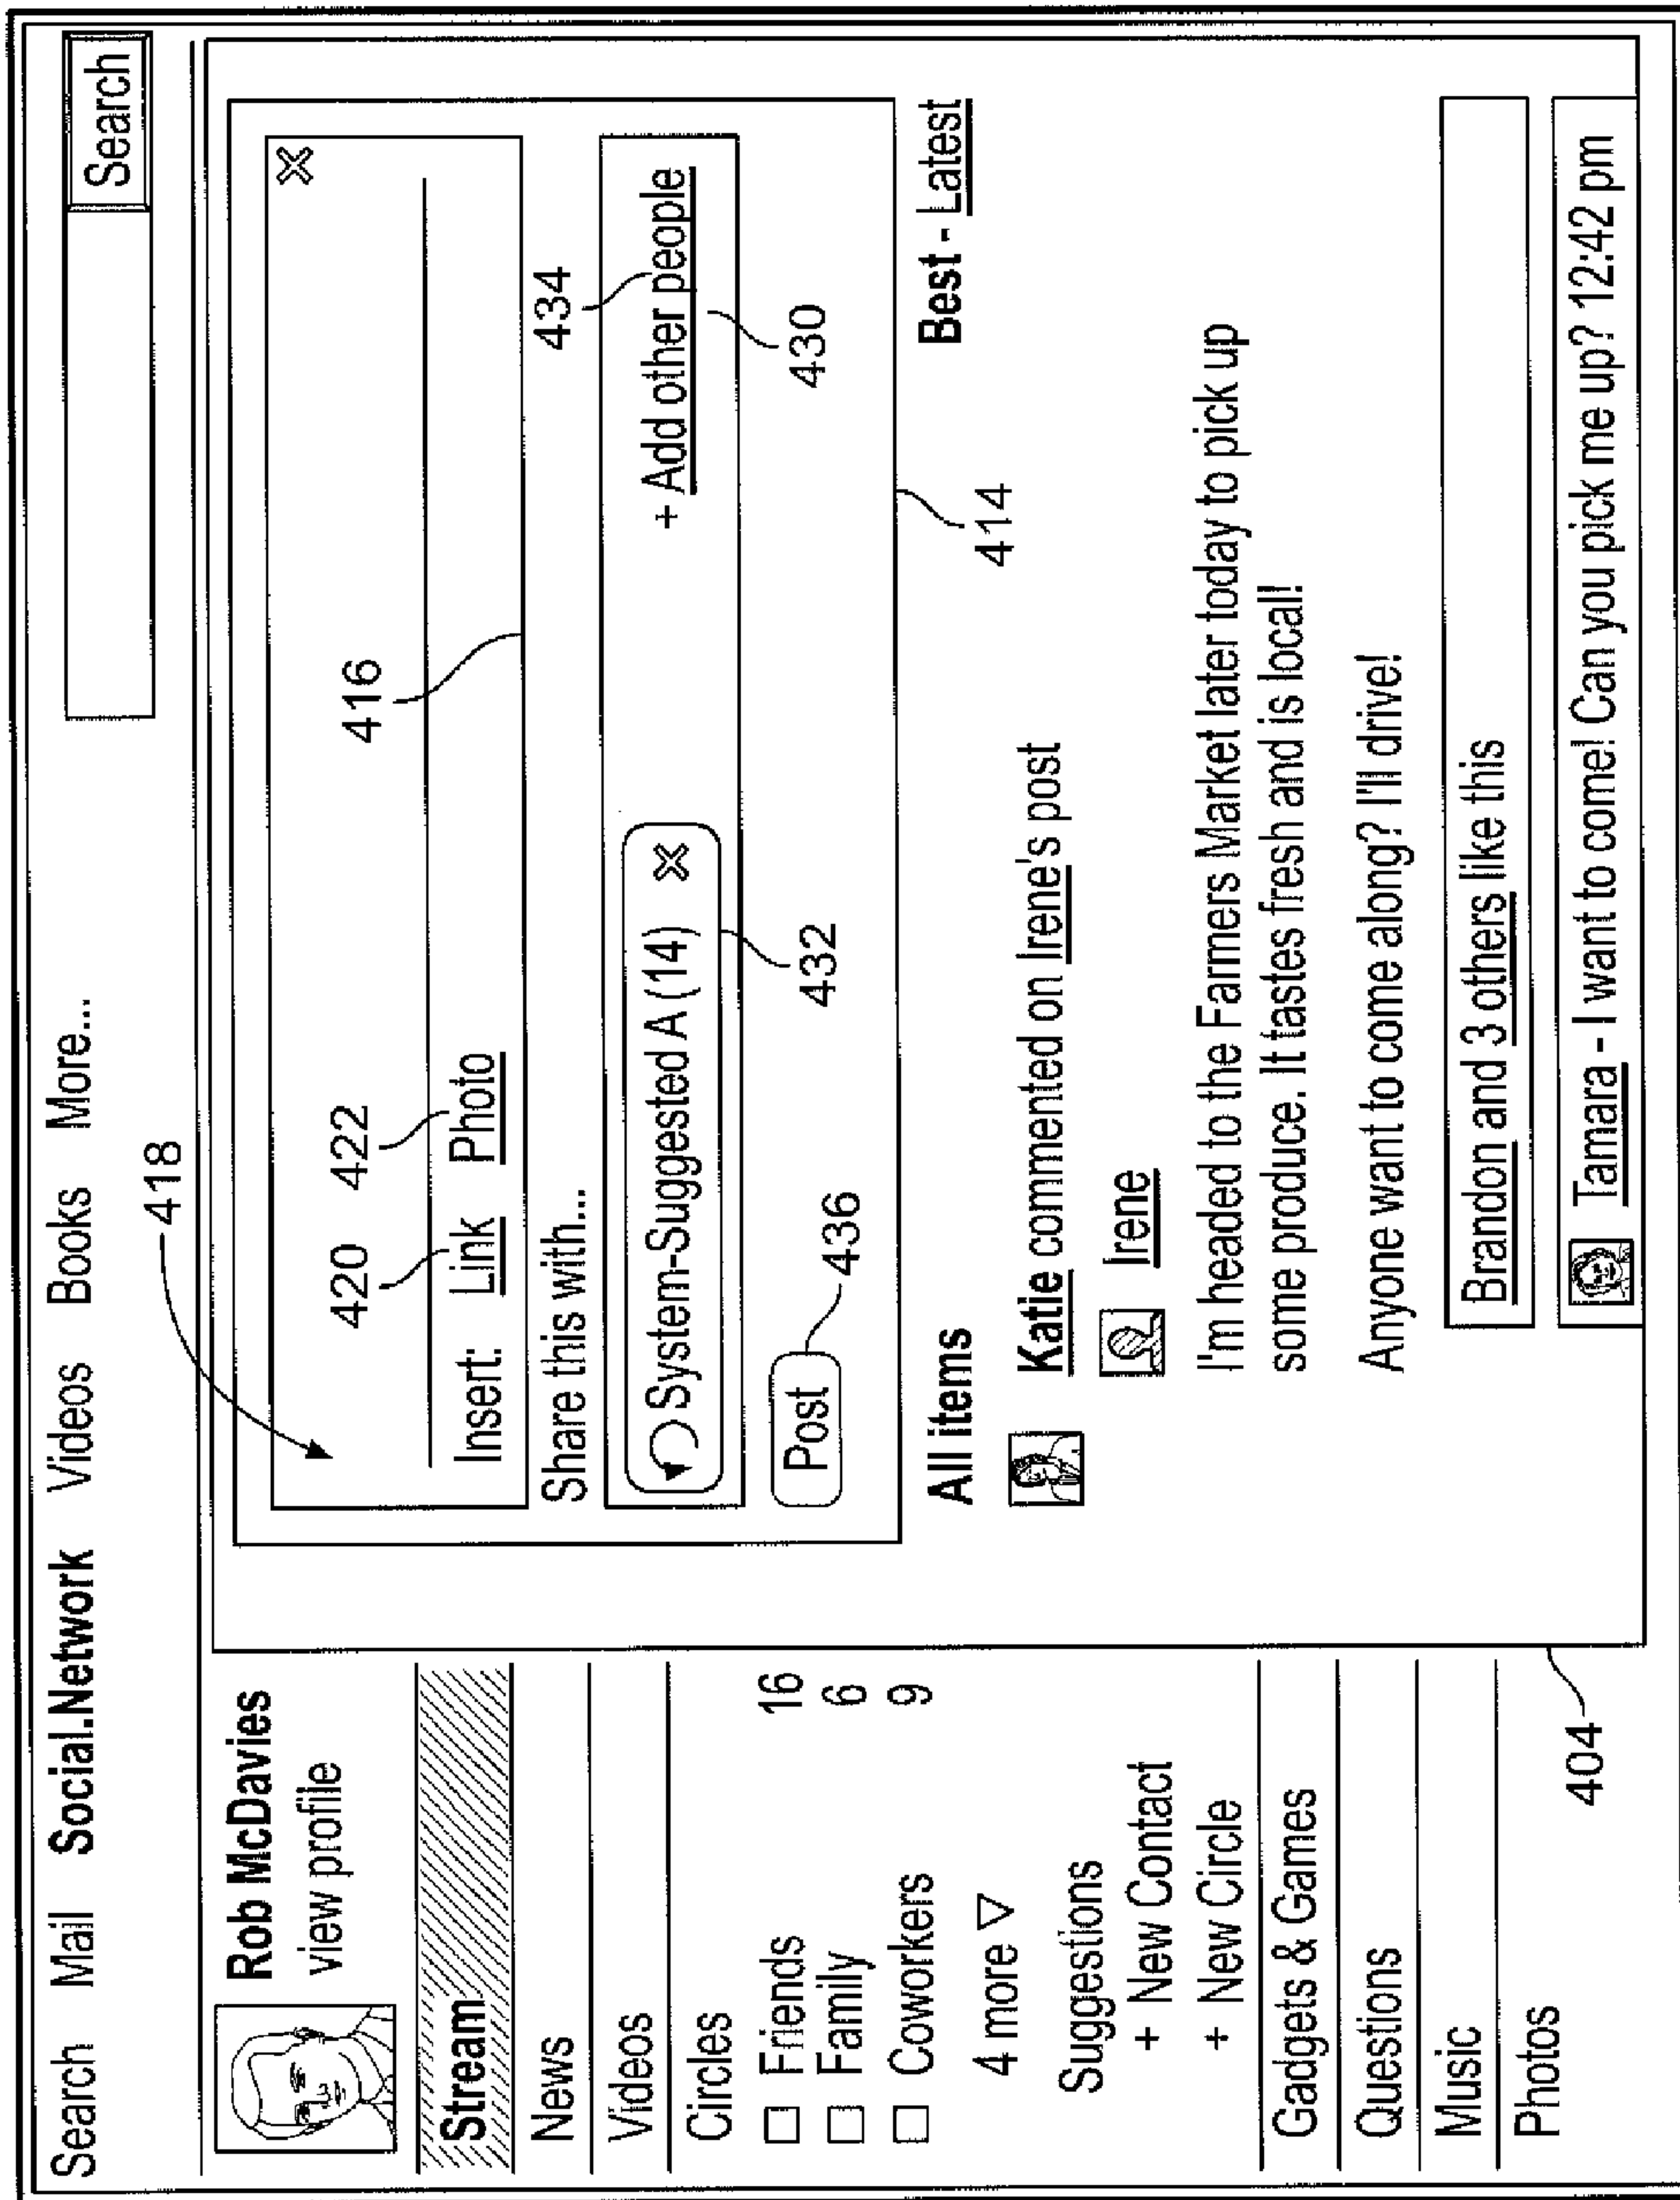 Search Mail Social.Network Videos Books More... Search
418
Rob McDavies
view profile
Stream
News
Videos
Circles
Friends 16
Family 6
Coworkers 9
4 more
Suggestions
+ New Contact
+ New Circle
Gadgets & Games
Questions
Music
Photos
404
416
420 422
Insert: Link Photo
434
Share this with...
System-Suggested A (14) + Add other people
432 430
Post 436
414
All items Best - Latest
Katie commented on Irene's post
Irene
I'm headed to the Farmers Market later today to pick up
some produce. It tastes fresh and is local!
Anyone want to come along? I'll drive!
Brandon and 3 others like this
Tamara - I want to come! Can you pick me up? 12:42 pm